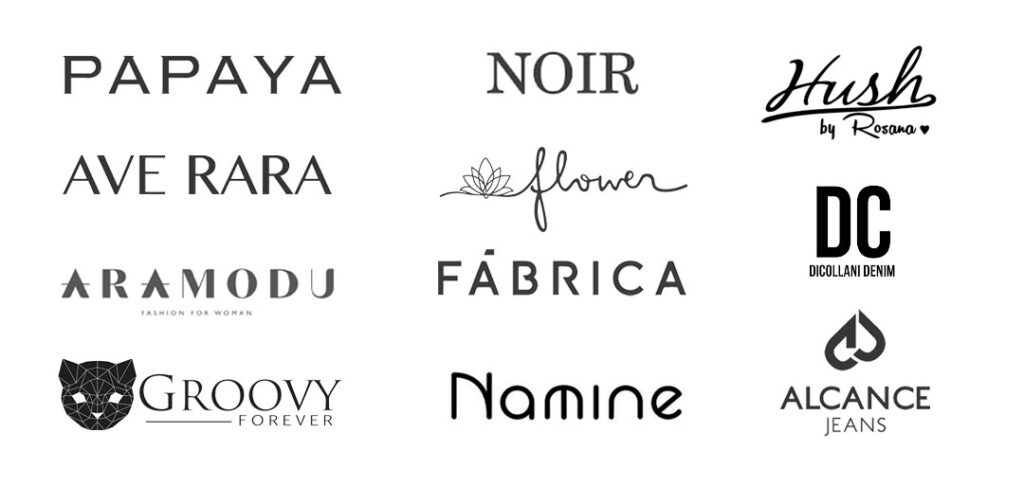 PAPAYA
AVE RARA
ARAMODU
FASHION FOR WOMAN
GROOVY
FOREVER
NOIR
flower
FÁBRICA
Namine
Hush
by Rosana
DC
DICOLLANI DENIM
ALCANCE
JEANS